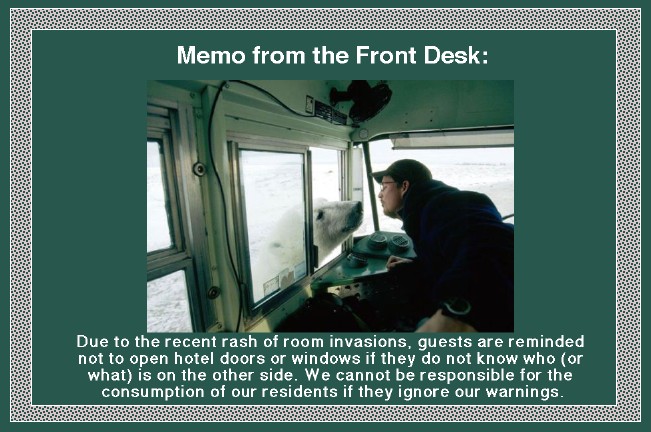 Memo from the Front Desk:
Due to the recent rash of room invasions, guests are reminded
not to open hotel doors or windows if they do not know who (or
what) is on the other side. We cannot be responsible for the
consumption of our residents if they ignore our warnings.